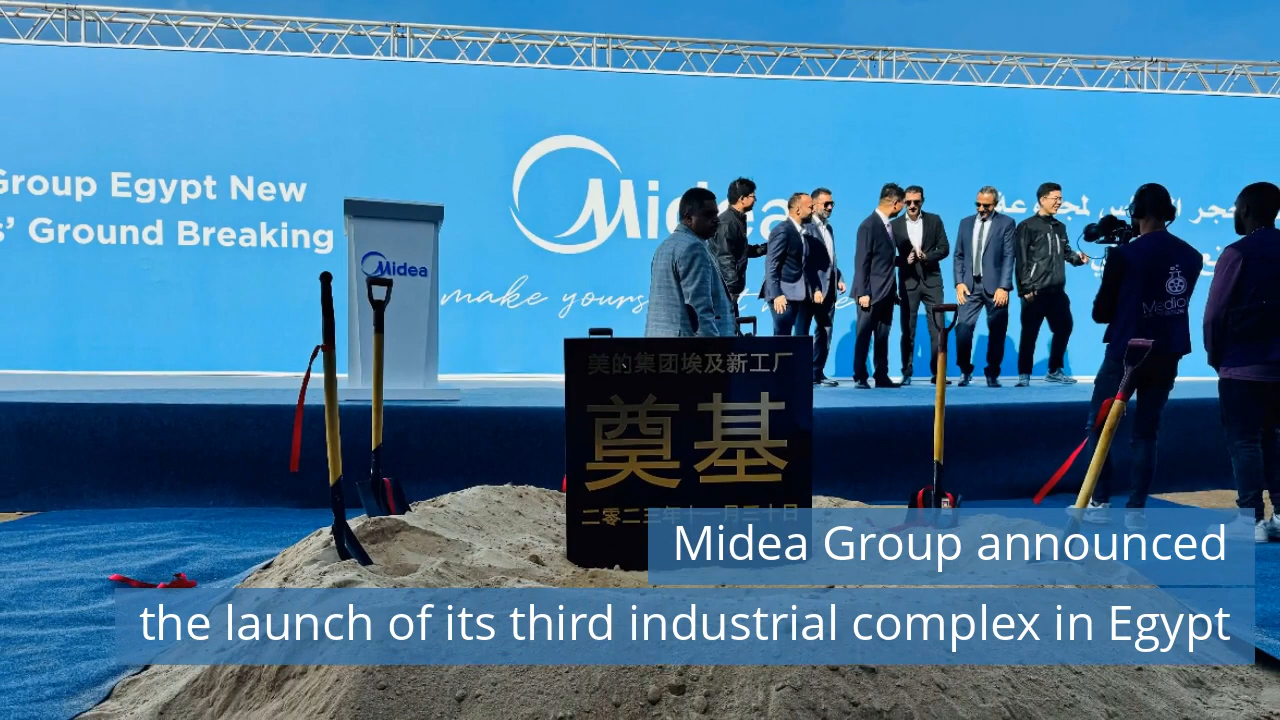 Group Egypt New
Ground Breaking
Midea
Midea
make
美的集团埃及新工厂
奠基
Midea Group announced
the launch of its third industrial complex in Egypt